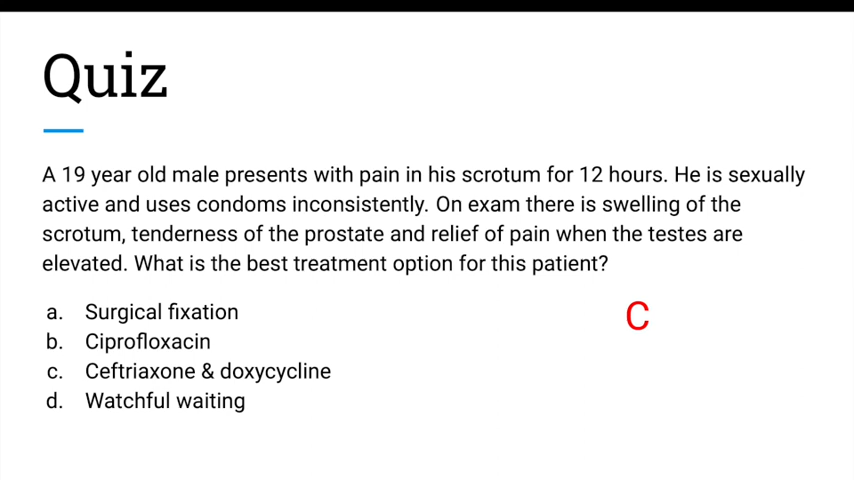 Quiz
A 19 year old male presents with pain in his scrotum for 12 hours. He is sexually
active and uses condoms inconsistently. On exam there is swelling of the
scrotum, tenderness of the prostate and relief of pain when the testes are
elevated. What is the best treatment option for this patient?
a. Surgical fixation
b. Ciprofloxacin
c. Ceftriaxone & doxycycline
d. Watchful waiting
C